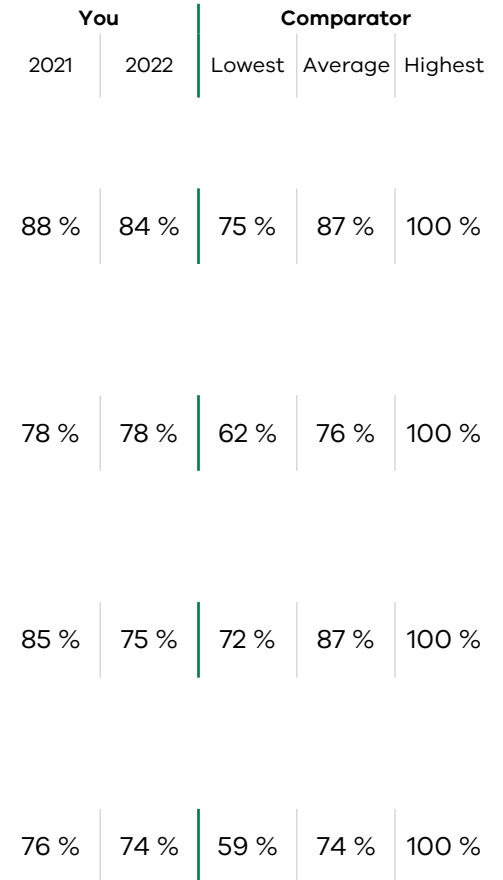 You Comparator
2021 2022 Lowest Average Highest
88 % 84 % 75 % 87 % 100 %
78 % 78 % 62 % 76 % 100 %
85 % 75 % 72 % 87 % 100 %
76 % 74 % 59 % 74 % 100 %